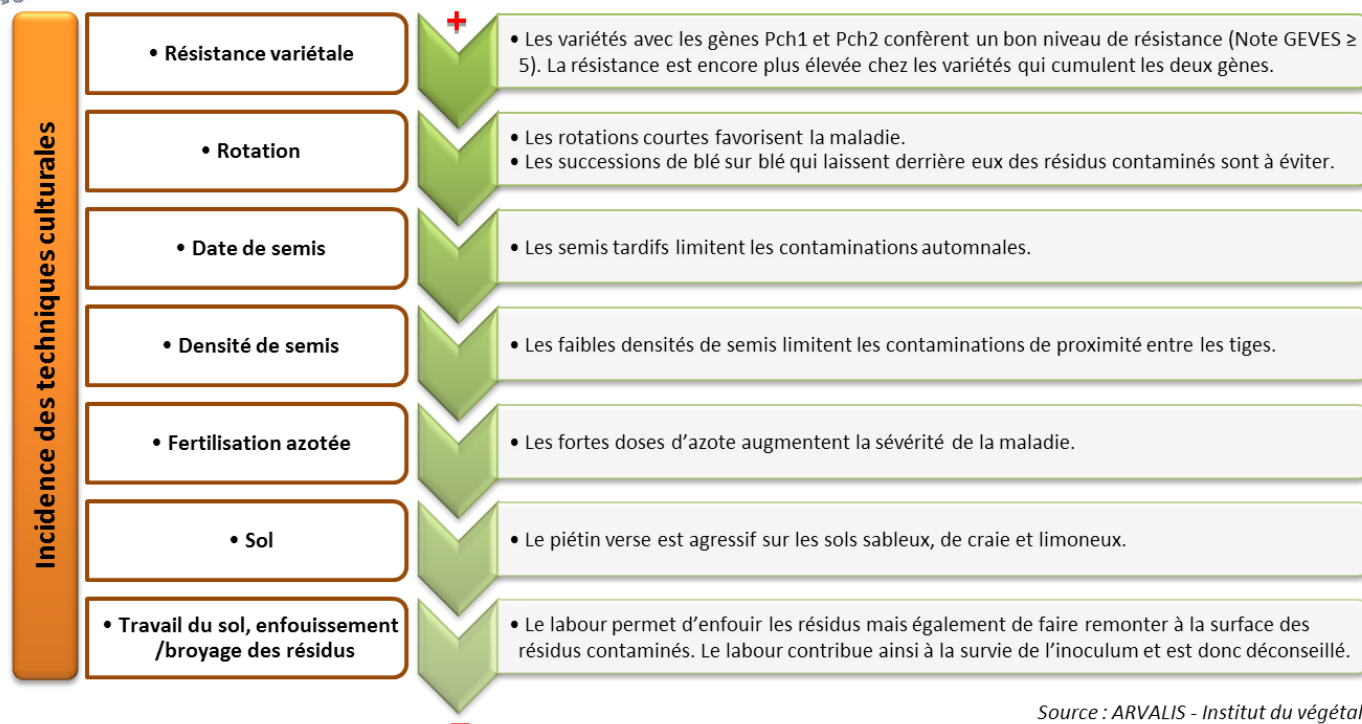 Incidence des techniques culturales
+
• Résistance variétale
• Les variétés avec les gènes Pch1 et Pch2 confèrent un bon niveau de résistance (Note GEVES ≥
5). La résistance est encore plus élevée chez les variétés qui cumulent les deux gènes.
• Rotation
• Les rotations courtes favorisent la maladie.
• Les successions de blé sur blé qui laissent derrière eux des résidus contaminés sont à éviter.
• Date de semis
• Les semis tardifs limitent les contaminations automnales.
• Densité de semis
• Les faibles densités de semis limitent les contaminations de proximité entre les tiges.
• Fertilisation azotée
• Les fortes doses d’azote augmentent la sévérité de la maladie.
• Sol
• Le piétin verse est agressif sur les sols sableux, de craie et limoneux.
• Travail du sol, enfouissement
/broyage des résidus
• Le labour permet d’enfouir les résidus mais également de faire remonter à la surface des
résidus contaminés. Le labour contribue ainsi à la survie de l’inoculum et est donc déconseillé.
Source : ARVALIS - Institut du végétal